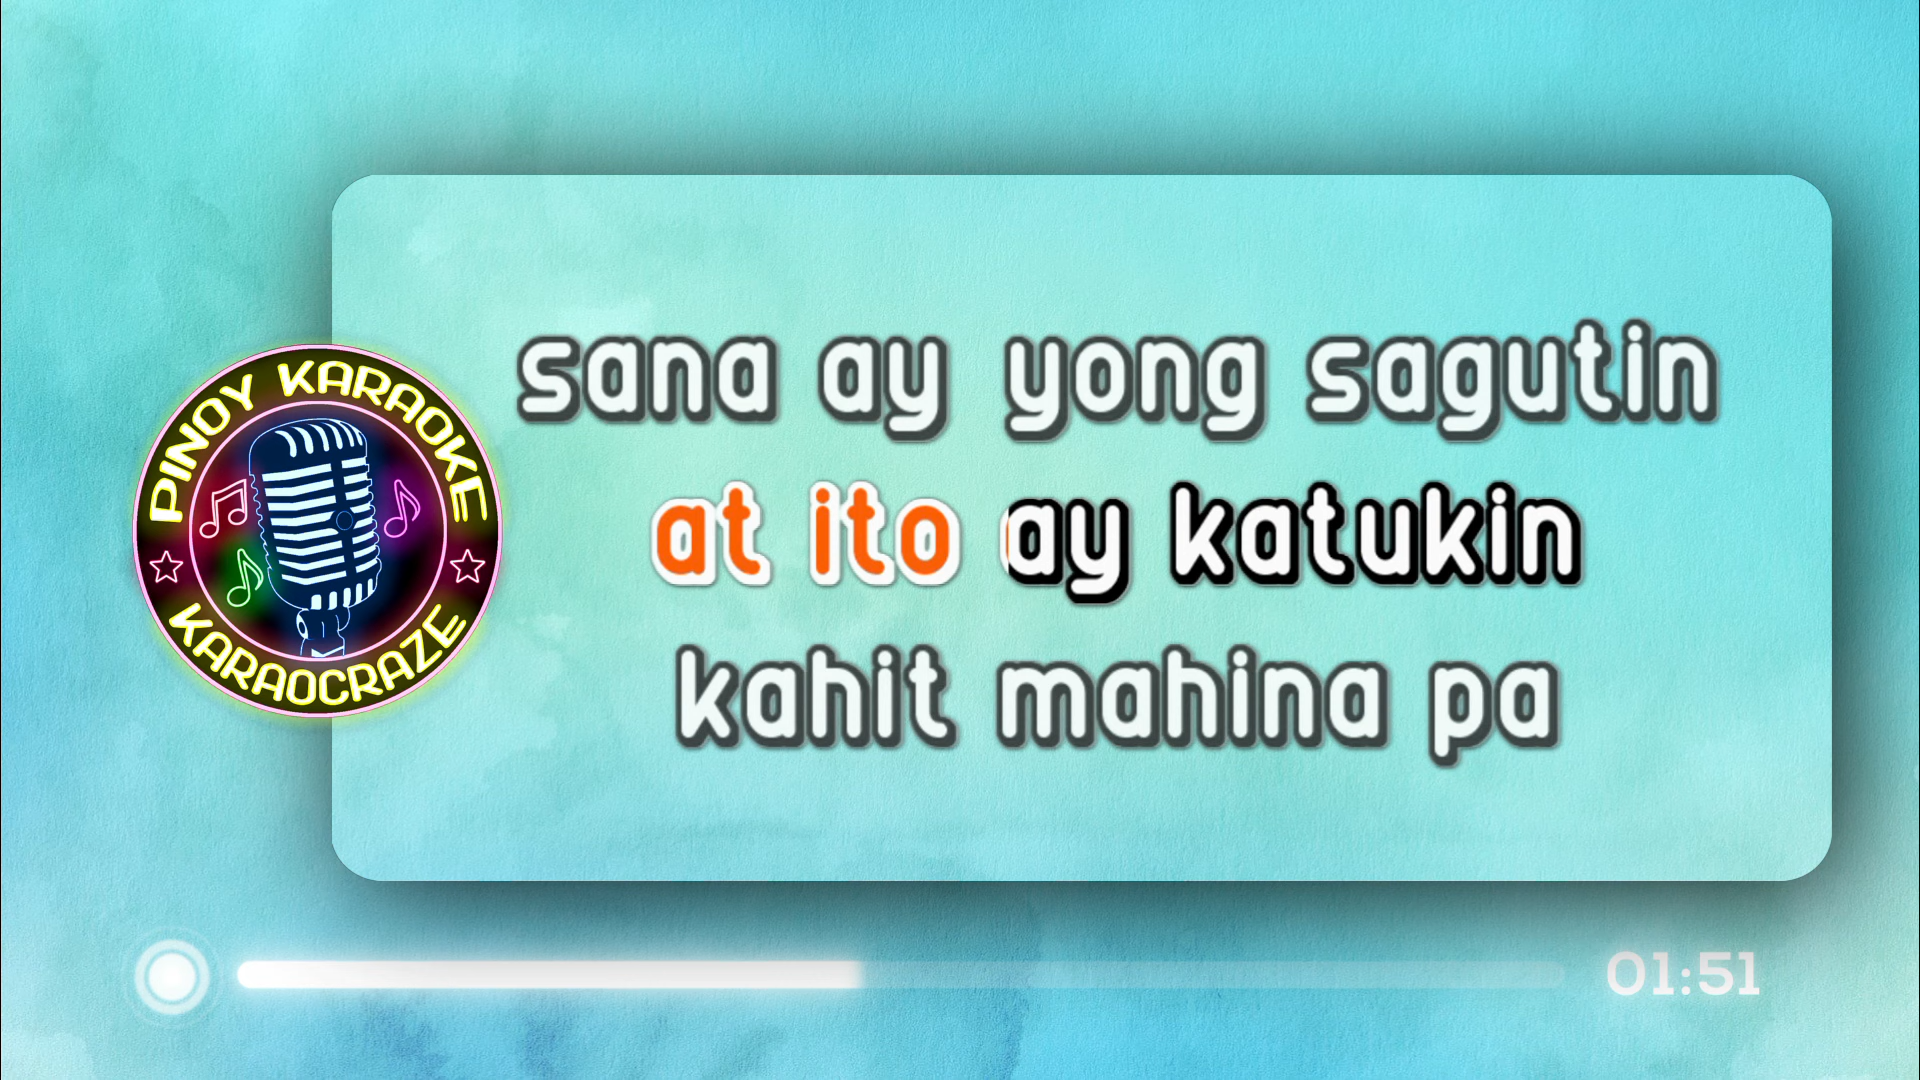 PINOY KARAOKE
KARAOCRAZE
sana ay yong sagutin
at ito ay katukin
kahit mahina pa
01:51